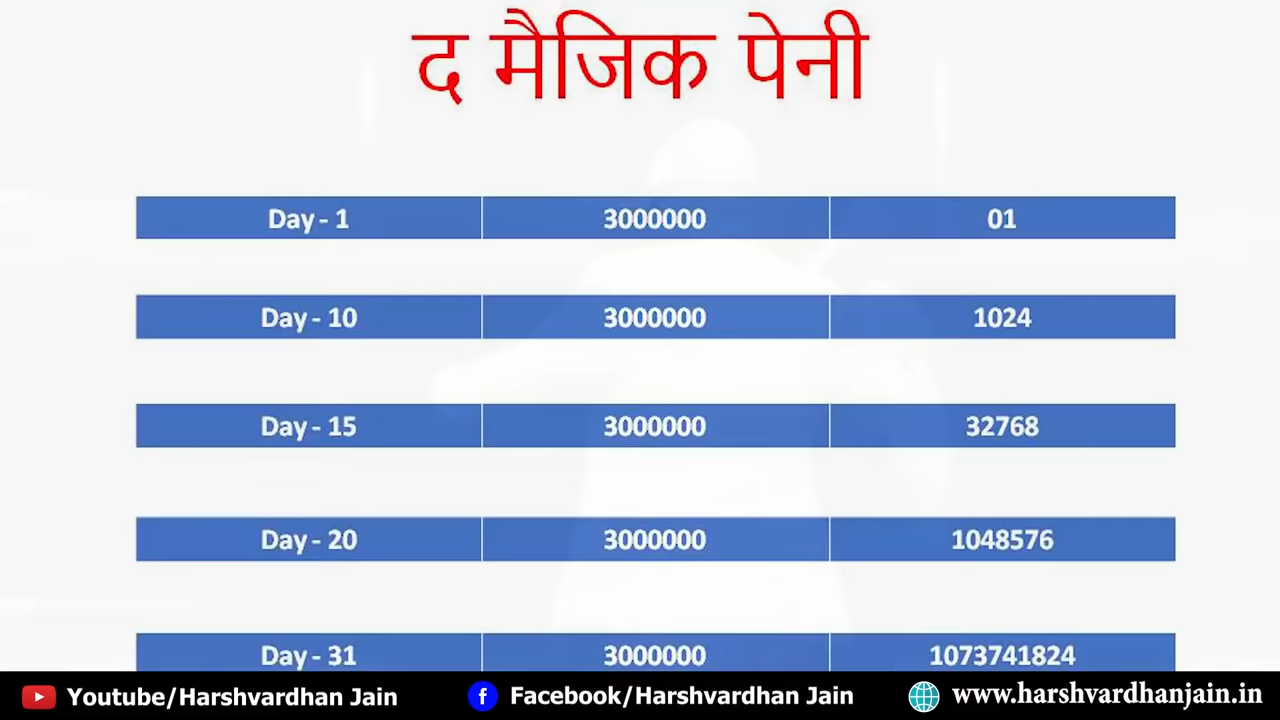 द मैजिक पेनी
Day - 1 3000000 01
Day - 10 3000000 1024
Day - 15 3000000 32768
Day - 20 3000000 1048576
Day - 31 3000000 1073741824
Youtube/Harshvardhan Jain Facebook/Harshvardhan Jain www.harshvardhanjain.in